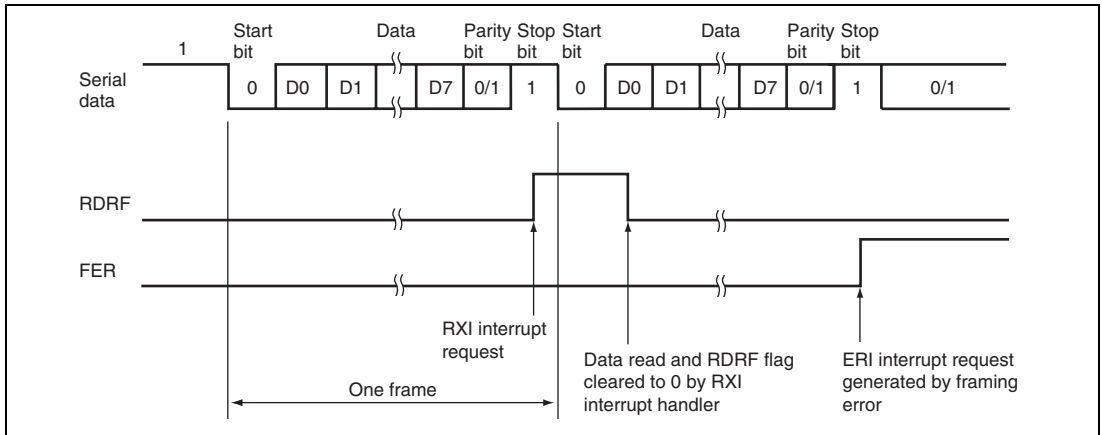 Start bit
Data
Parity bit
Stop bit
Start bit
Data
Parity bit
Stop bit
1
Serial data
0 D0 D1 D7 0/1 1 0 D0 D1 D7 0/1 1 0/1
RDRF
FER
RXI interrupt
request
Data read and RDRF flag
cleared to 0 by RXI
interrupt handler
ERI interrupt request
generated by framing
error
One frame